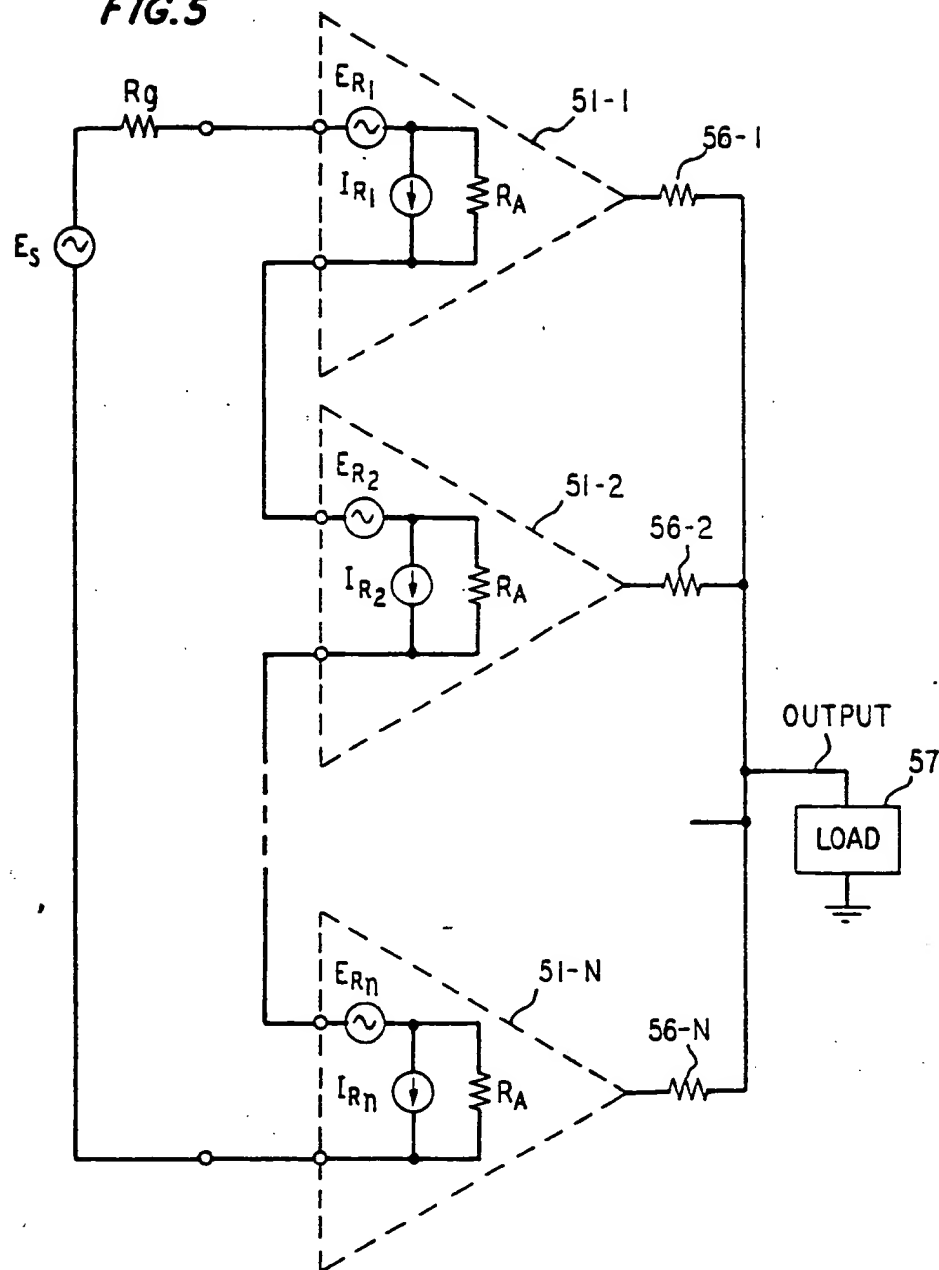 FIG.5
Rg
Es
ER1
IR1
RA
51-1
56-1
ER2
IR2
RA
51-2
56-2
OUTPUT
57
LOAD
ERn
IRn
RA
51-N
56-N